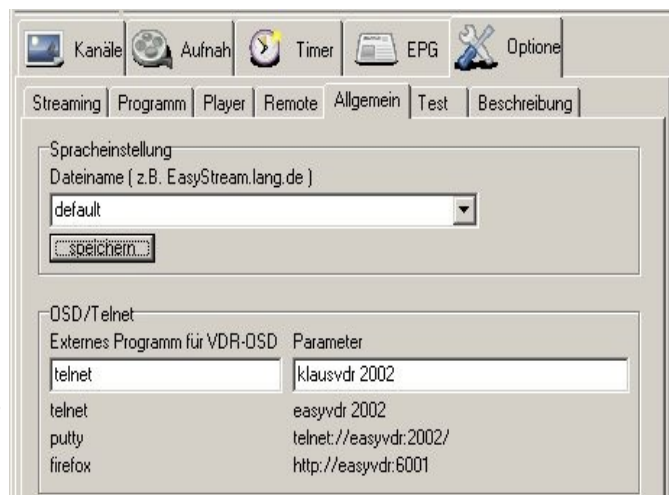 Kanäle Aufnah Timer EPG Optione
Streaming Programm Player Remote Allgemein Test Beschreibung
Spracheinstellung
Dateiname ( z.B. EasyStream.lang.de )
default
speichern
OSD/Telnet
Externes Programm für VDR-OSD Parameter
telnet klausvdr 2002
telnet easyvdr 2002
putty telnet://easyvdr:2002/
firefox http://easyvdr:6001